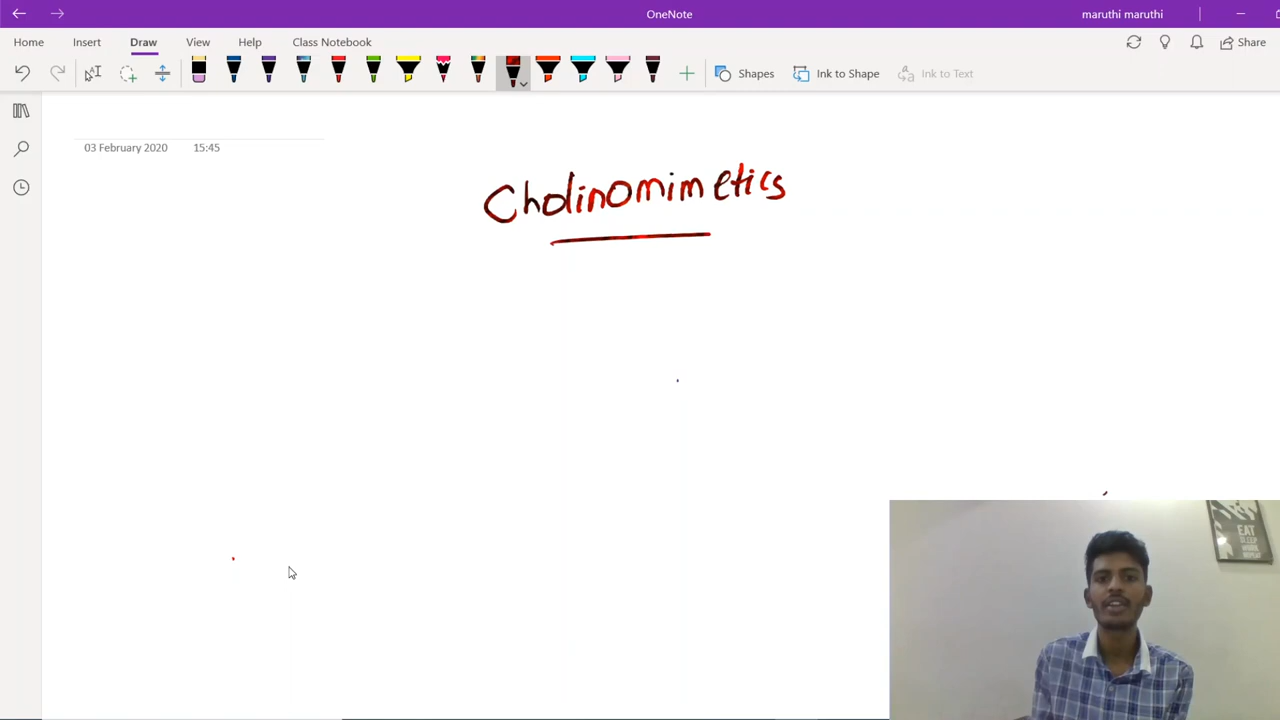 OneNote
maruthi maruthi
Home Insert Draw View Help Class Notebook Share
Shapes Ink to Shape Ink to Text
03 February 2020 15:45
Cholinomimetics
EAT
SLEEP
WORK
REPEAT